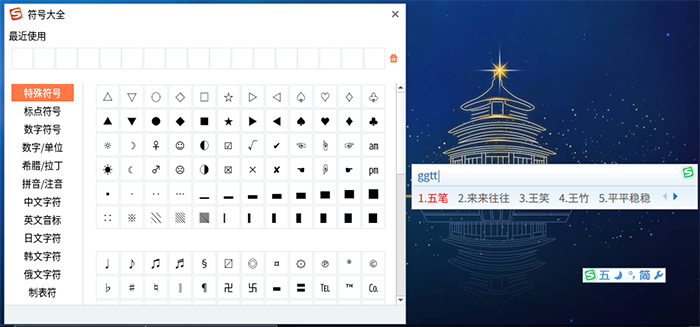 符号大全
最近使用
特殊符号
标点符号
数字符号
数字/单位
希腊/拉丁
拼音/注音
中文字符
英文音标
日文字符
韩文字符
俄文字符
制表符
△ ▽ ○ ◇ □ ☆ ▷ ◁ ♤ ♡ ♢ ♧
▲ ▼ ● ◆ ■ ★ ▶ ◀ ♠ ♥ ♦ ♣
☼ ☽ ♀ ☺ ◐ ☑ √ ✔ ☜ ☝ ☞ am
☀ ☾ ♂ ☹ ◑ ☒ × ✘ ☚ ☟ ☛ pm
♩ ♪ ♫ ♬ § 〼 ◎ ¤ ۞ ℗ ® ©
♭ ♯ ♮ ‖ ¶ 卍 卐 ▬ 〓 ℡ ™ ㏇
ggtt
1.五笔 2.来来往往 3.王笑 4.王竹 5.平平稳稳
五 °, 简